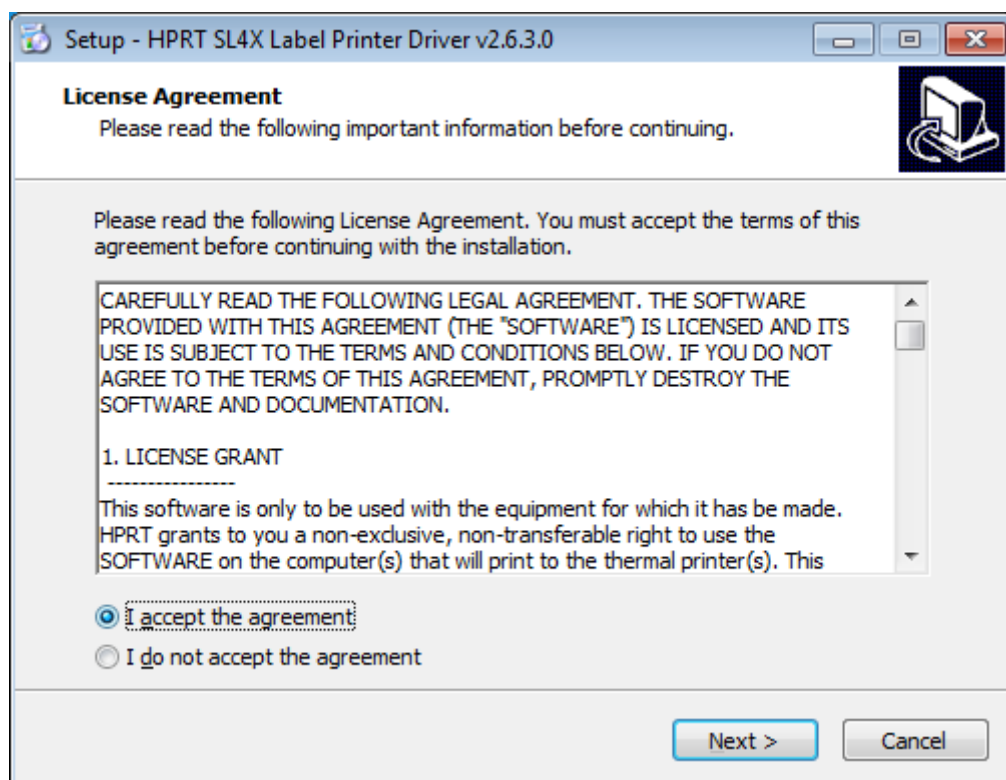 Setup - HPRT SL4X Label Printer Driver v2.6.3.0
License Agreement
Please read the following important information before continuing.
Please read the following License Agreement. You must accept the terms of this
agreement before continuing with the installation.
CAREFULLY READ THE FOLLOWING LEGAL AGREEMENT. THE SOFTWARE
PROVIDED WITH THIS AGREEMENT (THE "SOFTWARE") IS LICENSED AND ITS
USE IS SUBJECT TO THE TERMS AND CONDITIONS BELOW. IF YOU DO NOT
AGREE TO THE TERMS OF THIS AGREEMENT, PROMPTLY DESTROY THE
SOFTWARE AND DOCUMENTATION.
1. LICENSE GRANT
----------------
This software is only to be used with the equipment for which it has be made.
HPRT grants to you a non-exclusive, non-transferable right to use the
SOFTWARE on the computer(s) that will print to the thermal printer(s). This
I accept the agreement
I do not accept the agreement
Next >
Cancel